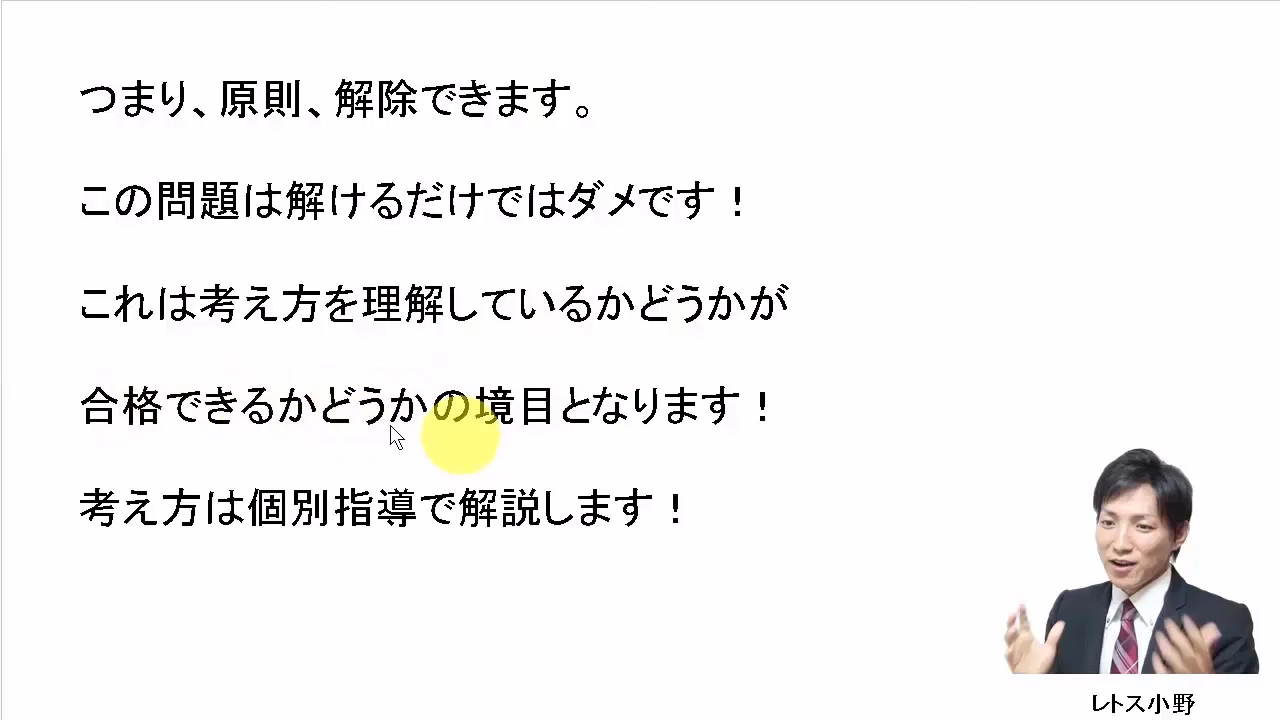 つまり、原則、解除できます。
この問題は解けるだけではダメです！
これは考え方を理解しているかどうかが
合格できるかどうかの境目となります！
考え方は個別指導で解説します！
レトス小野